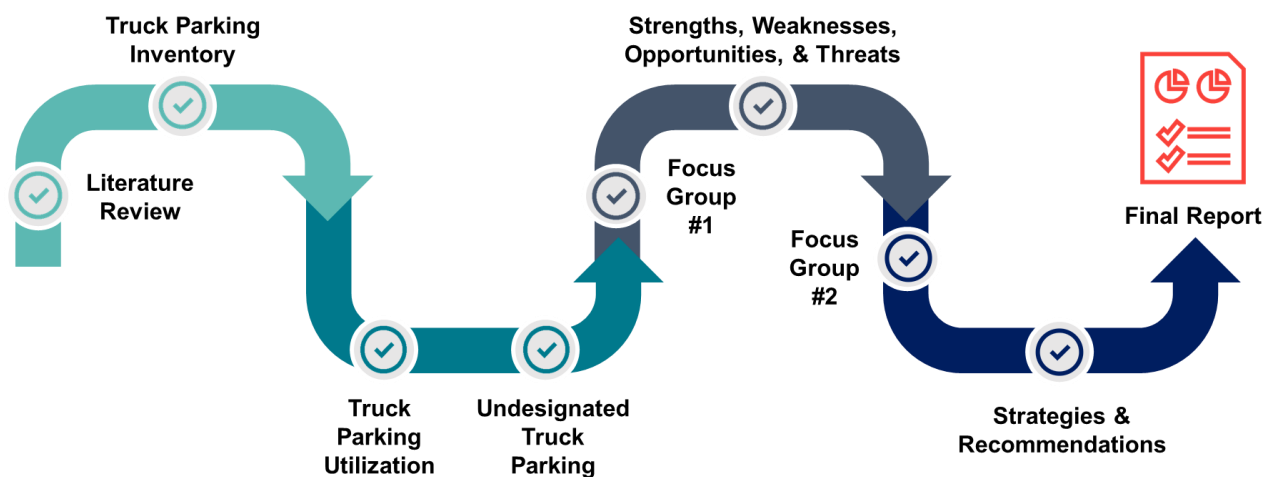 Truck Parking
Inventory
Literature
Review
Truck
Parking
Utilization
Undesignated
Truck
Parking
Focus
Group
#1
Strengths, Weaknesses,
Opportunities, & Threats
Focus
Group
#2
Strategies &
Recommendations
Final Report